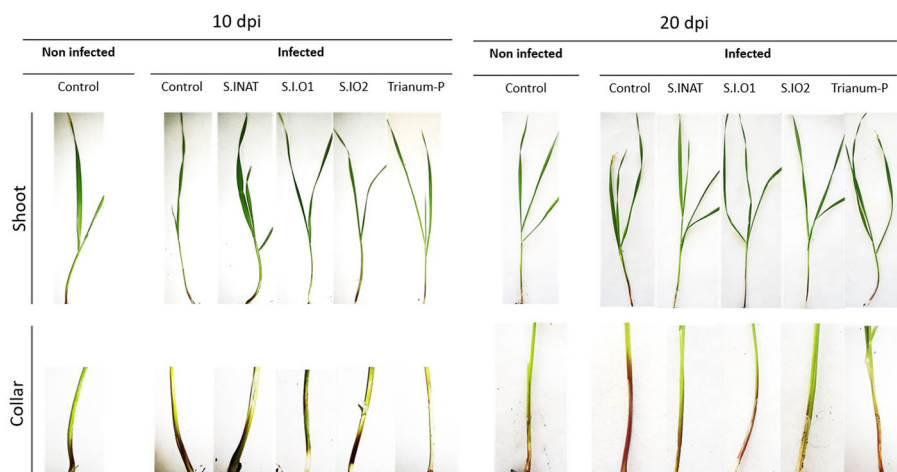 10 dpi
20 dpi
Non infected
Infected
Non infected
Infected
Control
Control
S.INAT
S.I.O1
S.IO2
Trianum-P
Control
Control
S.INAT
S.I.O1
S.IO2
Trianum-P
Shoot
Collar